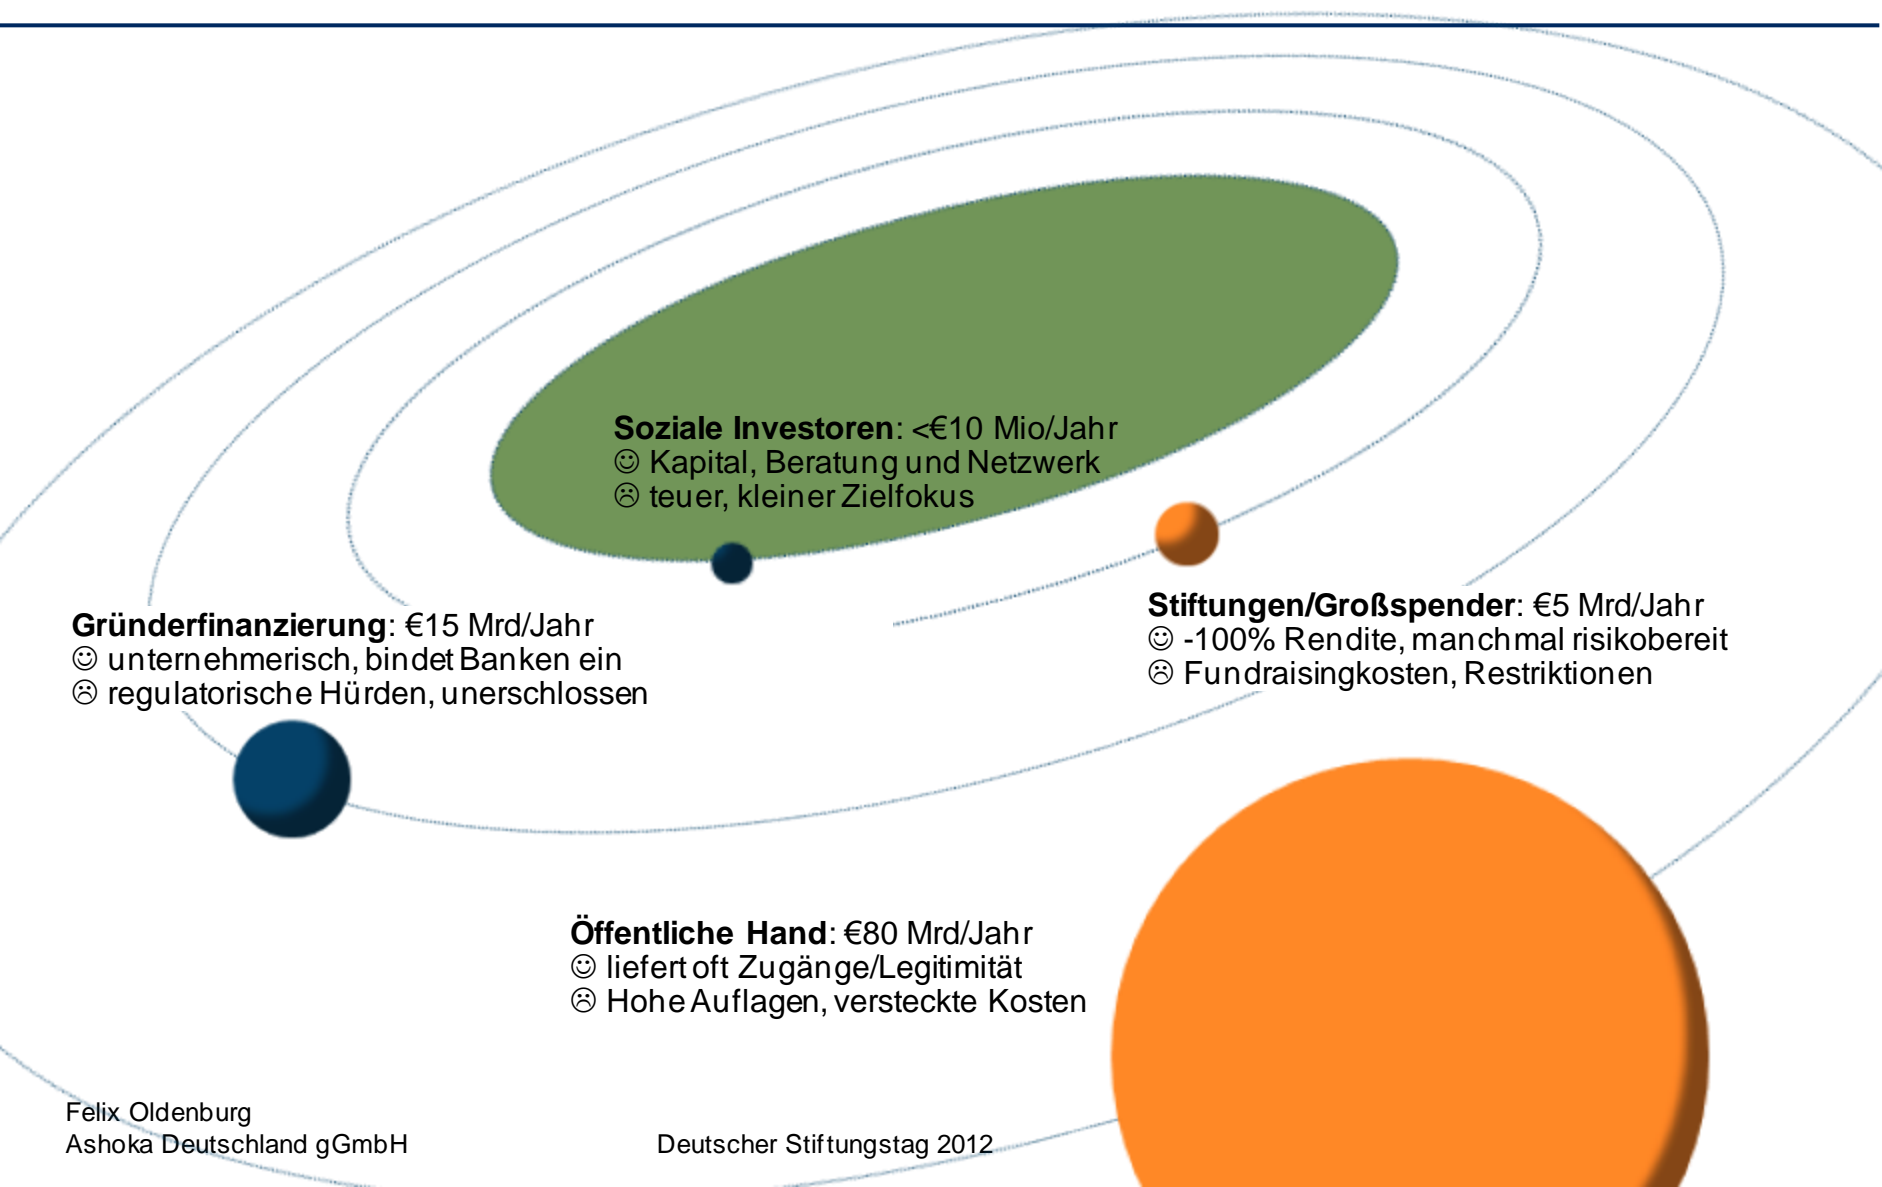 Soziale Investoren: <€10 Mio/Jahr
☺ Kapital, Beratung und Netzwerk
☹ teuer, kleiner Zielfokus
Gründerfinanzierung: €15 Mrd/Jahr
☺ unternehmerisch, bindet Banken ein
☹ regulatorische Hürden, unerschlossen
Stiftungen/Großspender: €5 Mrd/Jahr
☺ -100% Rendite, manchmal risikobereit
☹ Fundraisingkosten, Restriktionen
Öffentliche Hand: €80 Mrd/Jahr
☺ liefert oft Zugänge/Legitimität
☹ Hohe Auflagen, versteckte Kosten
Felix Oldenburg
Ashoka Deutschland gGmbH
Deutscher Stiftungstag 2012